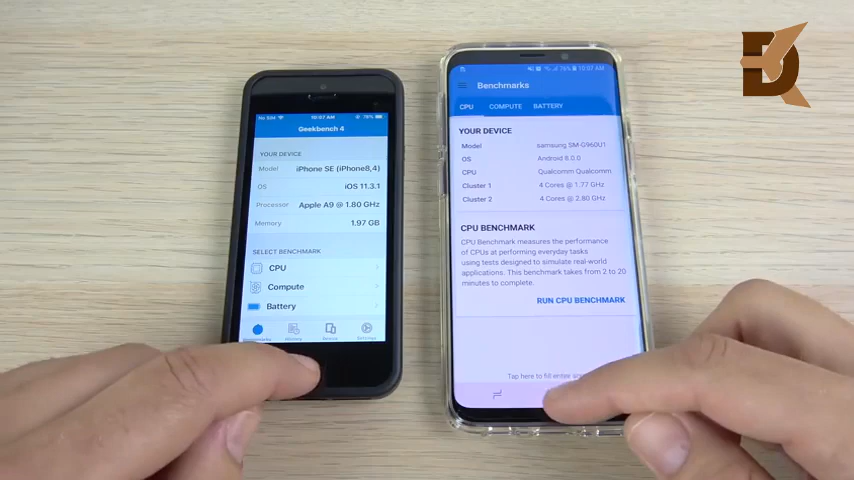 No SIM
10:07 AM
76%
Geekbench 4
YOUR DEVICE
Model iPhone SE (iPhone8,4)
OS iOS 11.3.1
Processor Apple A9 @ 1.80 GHz
Memory 1.97 GB
SELECT BENCHMARK
CPU
Compute
Battery
History
Settings
76% 10:07 AM
Benchmarks
CPU COMPUTE BATTERY
YOUR DEVICE
Model samsung SM-G960U1
OS Android 8.0.0
CPU Qualcomm Qualcomm
Cluster 1 4 Cores @ 1.77 GHz
Cluster 2 4 Cores @ 2.80 GHz
CPU BENCHMARK
CPU Benchmark measures the performance
of CPUs at performing everyday tasks
using tests designed to simulate real-world
applications. This benchmark takes from 2 to 20
minutes to complete.
RUN CPU BENCHMARK
Tap here to fill entire
DK